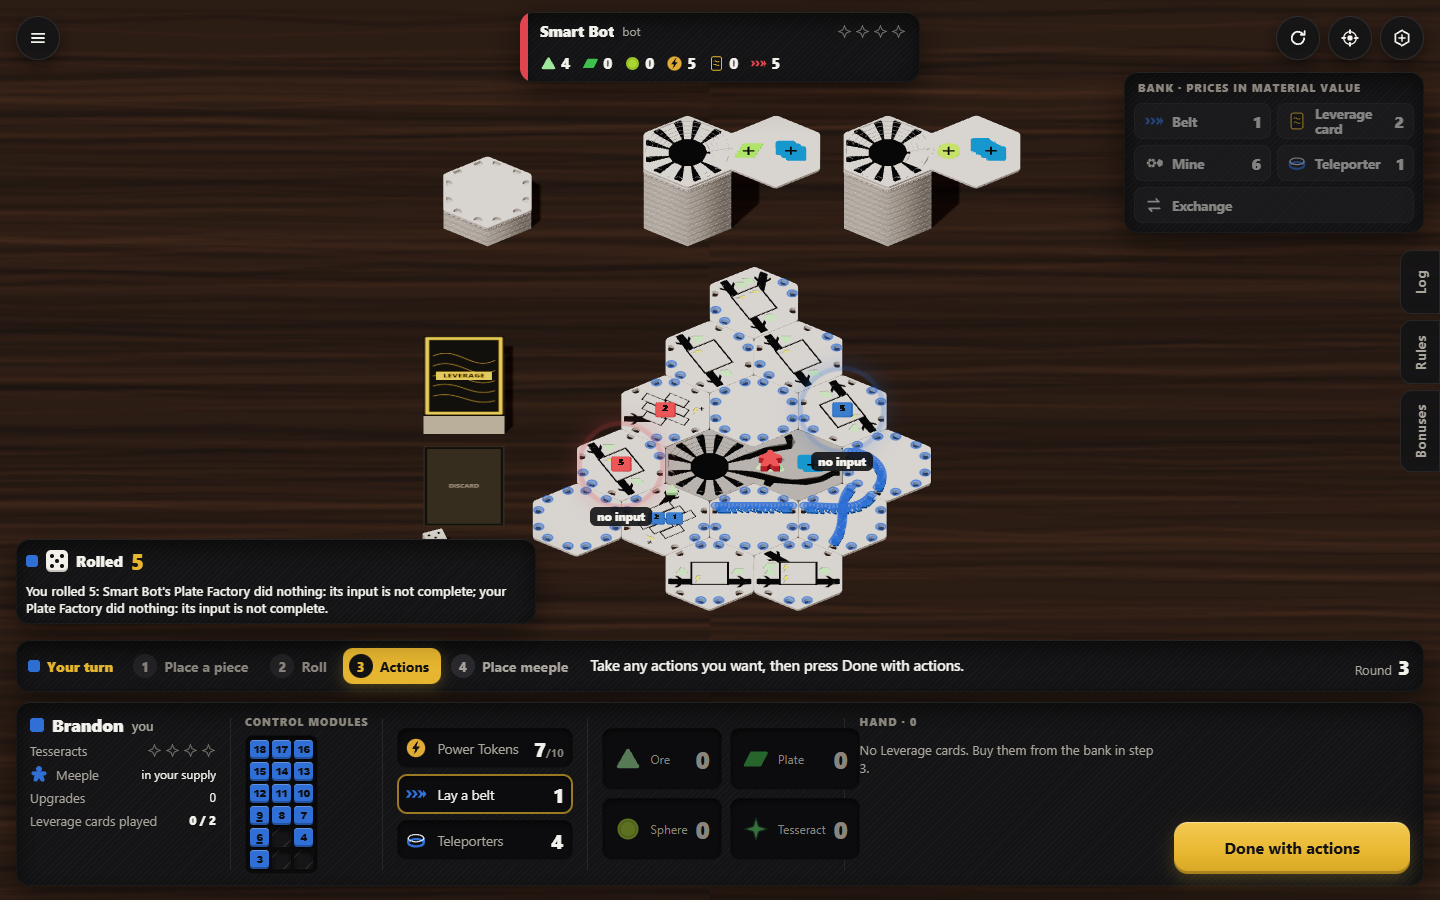 Smart Bot bot
4 0 0 5 0 5
BANK · PRICES IN MATERIAL VALUE
Belt 1
Leverage card 2
Mine 6
Teleporter 1
Exchange
Log
Rules
Bonuses
LEVERAGE
DISCARD
2
5
3
no input
no input
2 1
Rolled 5
You rolled 5: Smart Bot's Plate Factory did nothing: its input is not complete; your
Plate Factory did nothing: its input is not complete.
Your turn 1 Place a piece 2 Roll 3 Actions 4 Place meeple Take any actions you want, then press Done with actions. Round 3
Brandon you
Tesseracts
Meeple in your supply
Upgrades 0
Leverage cards played 0 / 2
CONTROL MODULES
18 17 16
15 14 13
12 11 10
9 8 7
6 4
3
Power Tokens 7/10
Lay a belt 1
Teleporters 4
Ore 0
Plate 0
Sphere 0
Tesseract 0
HAND · 0
No Leverage cards. Buy them from the bank in step
3.
Done with actions